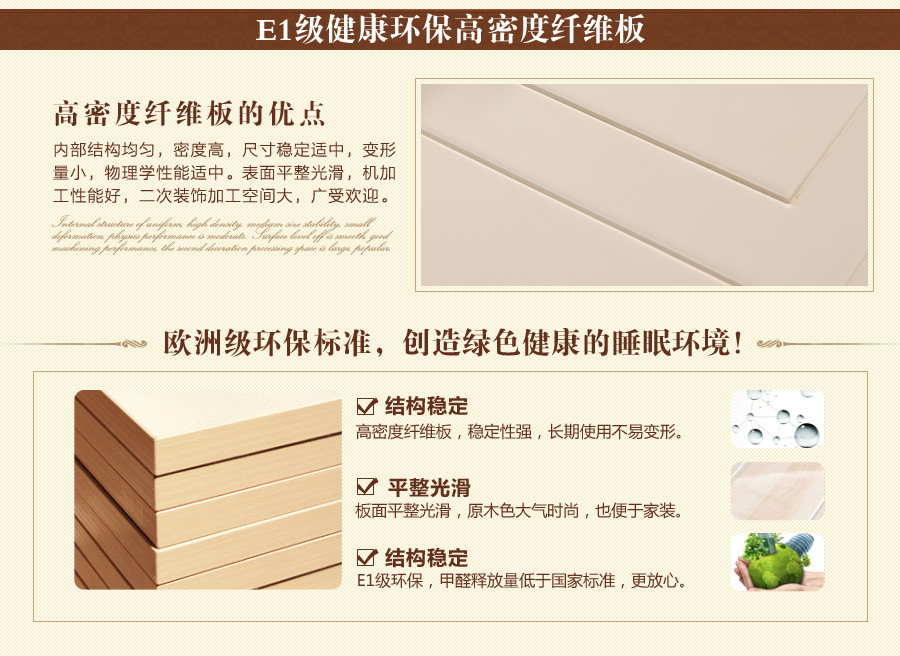 E1级健康环保高密度纤维板
高密度纤维板的优点
内部结构均匀，密度高，尺寸稳定适中，变形
量小，物理学性能适中。表面平整光滑，机加
工性能好，二次装饰加工空间大，广受欢迎。
Internal structure of uniform, high density, medium size stability, small
deformation, physics performance is moderate. Surface level off is smooth, good
machining performance, the second decoration processing space is large, popular.
欧洲级环保标准，创造绿色健康的睡眠环境！
结构稳定
高密度纤维板，稳定性强，长期使用不易变形。
平整光滑
板面平整光滑，原木色大气时尚，也便于家装。
结构稳定
E1级环保，甲醛释放量低于国家标准，更放心。